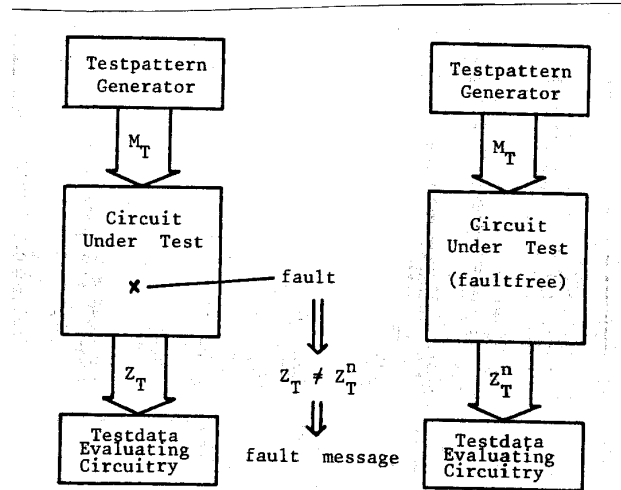 Testpattern
Generator
M_T
Circuit
Under Test
x
fault
Z_T
Z_T ≠ Z_T^n
fault message
Testdata
Evaluating
Circuitry
Testpattern
Generator
M_T
Circuit
Under Test
(faultfree)
Z_T^n
Testdata
Evaluating
Circuitry